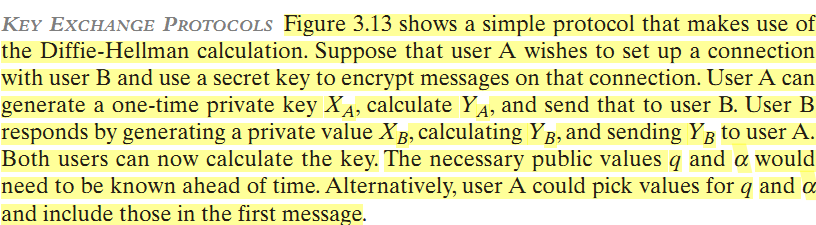 KEY EXCHANGE PROTOCOLS Figure 3.13 shows a simple protocol that makes use of
the Diffie-Hellman calculation. Suppose that user A wishes to set up a connection
with user B and use a secret key to encrypt messages on that connection. User A can
generate a one-time private key X_A, calculate Y_A, and send that to user B. User B
responds by generating a private value X_B, calculating Y_B, and sending Y_B to user A.
Both users can now calculate the key. The necessary public values q and α would
need to be known ahead of time. Alternatively, user A could pick values for q and α
and include those in the first message.